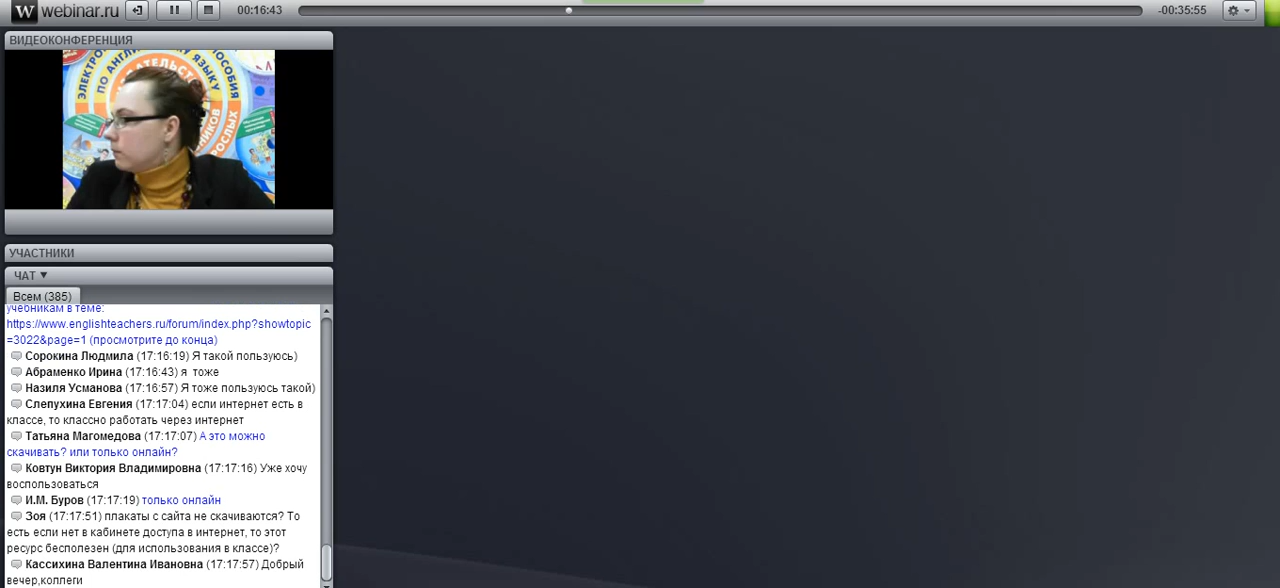 webinar.ru
00:16:43
-00:35:55
ВИДЕОКОНФЕРЕНЦИЯ
ЭЛЕКТРО
ПОСОБИЯ
ПО АНГЛИ
ЯЗЫКУ
УЧАСТНИКИ
ЧАТ
Всем (385)
учебникам в теме:
https://www.englishteachers.ru/forum/index.php?showtopic
=3022&page=1 (просмотрите до конца)
Сорокина Людмила (17:16:19) Я такой пользуюсь)
Абраменко Ирина (17:16:43) я тоже
Назиля Усманова (17:16:57) Я тоже пользуюсь такой)
Слепухина Евгения (17:17:04) если интернет есть в
классе, то классно работать через интернет
Татьяна Магомедова (17:17:07) А это можно
скачивать? или только онлайн?
Ковтун Виктория Владимировна (17:17:16) Уже хочу
воспользоваться
И.М. Буров (17:17:19) только онлайн
Зоя (17:17:51) плакаты с сайта не скачиваются? То
есть если нет в кабинете доступа в интернет, то этот
ресурс бесполезен (для использования в классе)?
Кассихина Валентина Ивановна (17:17:57) Добрый
вечер,коллеги